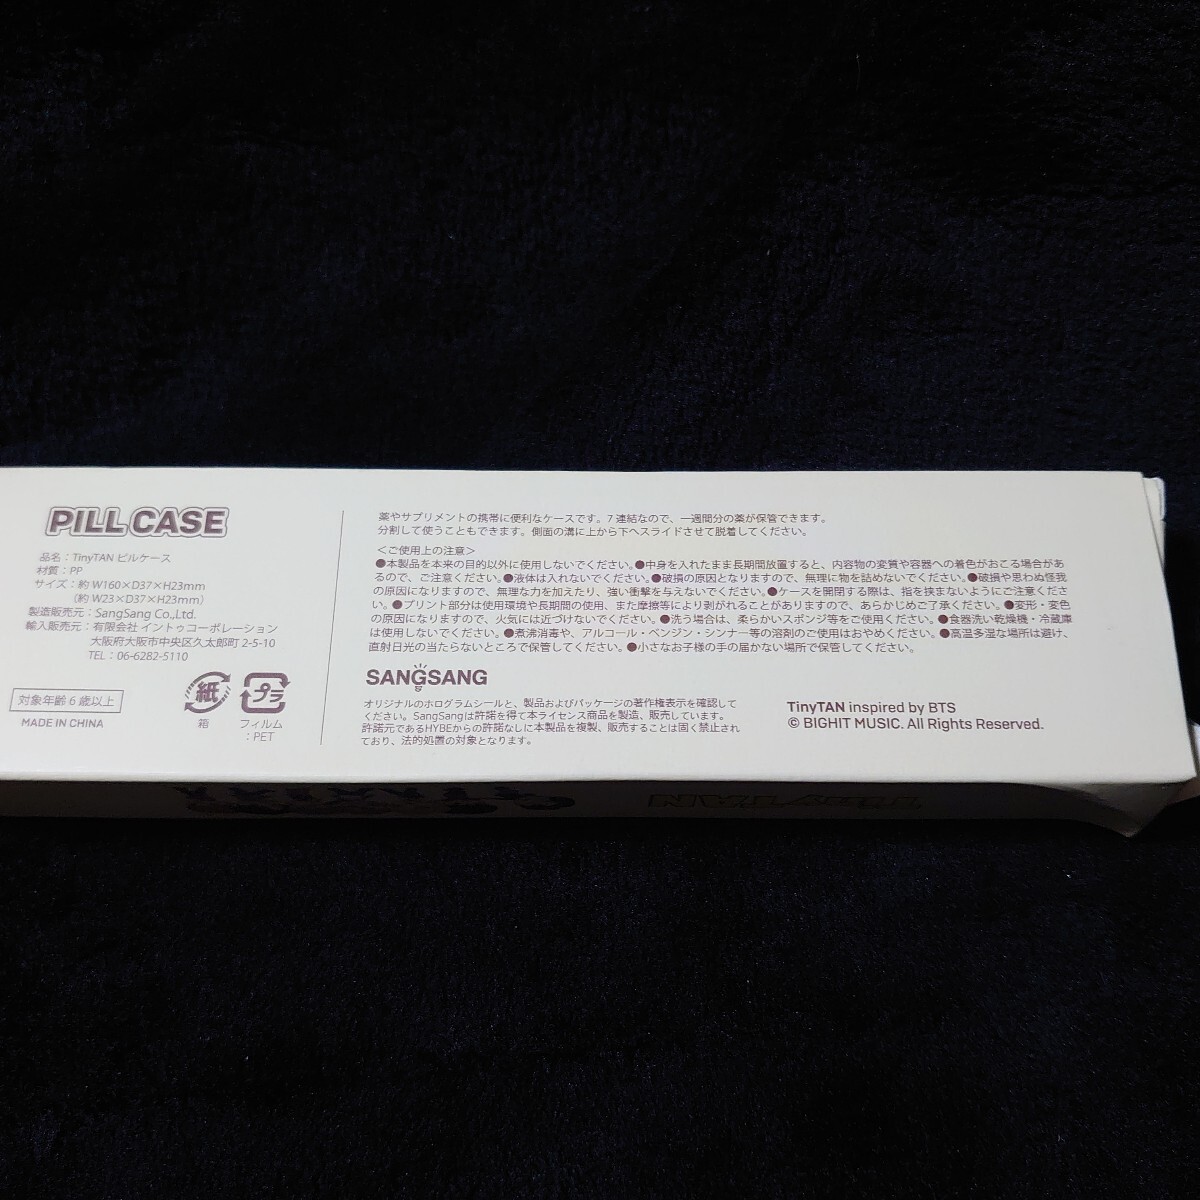 PILL CASE
品名：TinyTAN ピルケース
材質：PP
サイズ：約 W160×D37×H23mm
（約 W23×D37×H23mm）
製造販売元：SangSang Co.,Ltd.
輸入販売元：有限会社 イントゥコーポレーション
大阪府大阪市中央区久太郎町 2-5-10
TEL：06-6282-5110
対象年齢 6 歳以上
MADE IN CHINA
紙
箱
プラ
フィルム
：PET
薬やサプリメントの携帯に便利なケースです。7 連結なので、一週間分の薬が保管できます。
分割して使うこともできます。側面の溝に上から下へスライドさせて脱着してください。
＜ご使用上の注意＞
●本製品を本来の目的以外に使用しないでください。●中身を入れたまま長期間放置すると、内容物の変質や容器への着色がおこる場合があ
るので、ご注意ください。●液体は入れないでください。●破損の原因となりますので、無理に物を詰めないでください。●破損や思わぬ怪我
の原因になりますので、無理な力を加えたり、強い衝撃を与えないでください。●ケースを開閉する際は、指を挟まないようにご注意くださ
い。●プリント部分は使用環境や長期間の使用、また摩擦等により剥がれることがありますので、あらかじめご了承ください。●変形・変色
の原因になりますので、火気には近づけないでください。●洗う場合は、柔らかいスポンジ等をご使用ください。●食器洗い乾燥機・冷蔵庫
は使用しないでください。●煮沸消毒や、アルコール・ベンジン・シンナー等の溶剤のご使用はおやめください。●高温多湿な場所は避け、
直射日光の当たらないところで保管してください。●小さなお子様の手の届かない場所で保管してください。
SANGSANG
オリジナルのホログラムシールと、製品およびパッケージの著作権表示を確認して
ください。SangSangは許諾を得て本ライセンス商品を製造、販売しています。
許諾元であるHYBEからの許諾なしに本製品を複製、販売することは固く禁止され
ており、法的処置の対象となります。
TinyTAN inspired by BTS
© BIGHIT MUSIC. All Rights Reserved.
TinyTAN